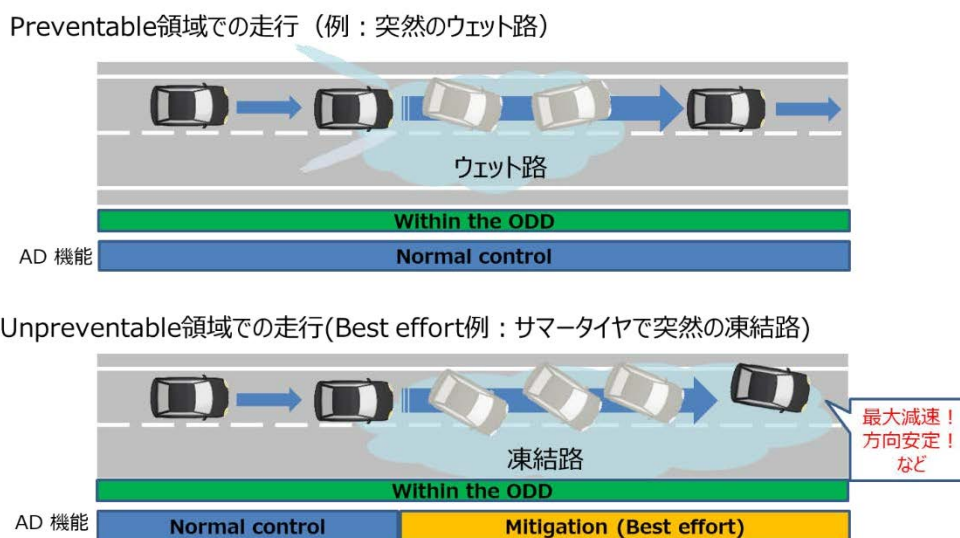 Preventable領域での走行（例：突然のウェット路）
ウェット路
Within the ODD
AD 機能
Normal control
Unpreventable領域での走行(Best effort例：サマータイヤで突然の凍結路)
最大減速！
方向安定！
など
凍結路
Within the ODD
AD 機能
Normal control
Mitigation (Best effort)